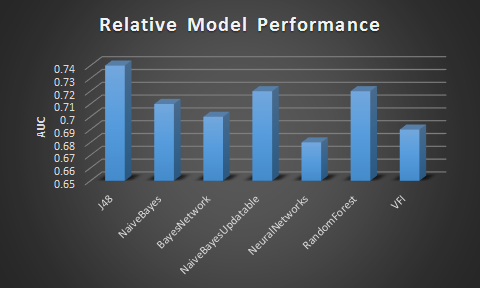 Relative Model Performance
AUC
0.74
0.73
0.72
0.71
0.7
0.69
0.68
0.67
0.66
0.65
J48
NaiveBayes
BayesNetwork
NaiveBayesUpdatable
NeuralNetworks
RandomForest
VFI